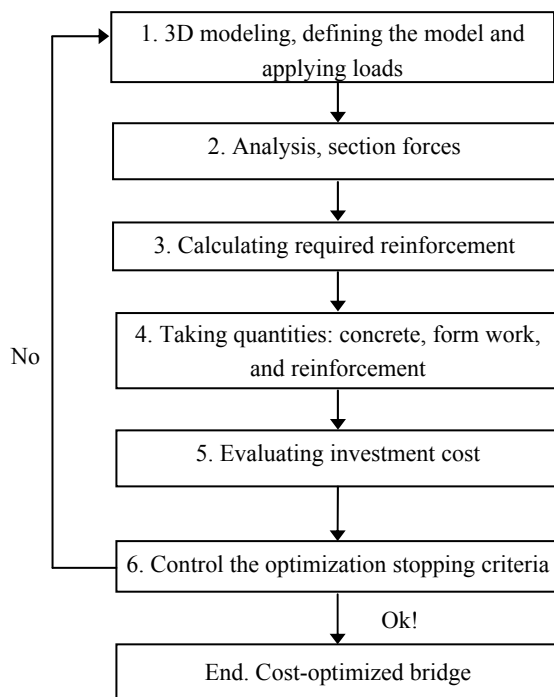 1. 3D modeling, defining the model and
applying loads
2. Analysis, section forces
3. Calculating required reinforcement
4. Taking quantities: concrete, form work,
and reinforcement
No
5. Evaluating investment cost
6. Control the optimization stopping criteria
Ok!
End. Cost-optimized bridge